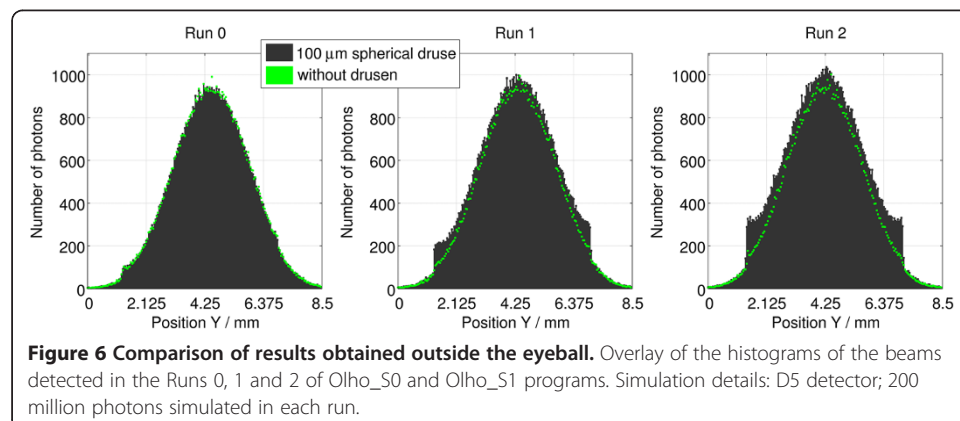 Run 0
Run 1
Run 2
100 μm spherical druse
without drusen
Number of photons
1000
800
600
400
200
0
0 2.125 4.25 6.375 8.5
Position Y / mm
Number of photons
1000
800
600
400
200
0
0 2.125 4.25 6.375 8.5
Position Y / mm
Number of photons
1000
800
600
400
200
0
0 2.125 4.25 6.375 8.5
Position Y / mm
Figure 6 Comparison of results obtained outside the eyeball. Overlay of the histograms of the beams
detected in the Runs 0, 1 and 2 of Olho_S0 and Olho_S1 programs. Simulation details: D5 detector; 200
million photons simulated in each run.